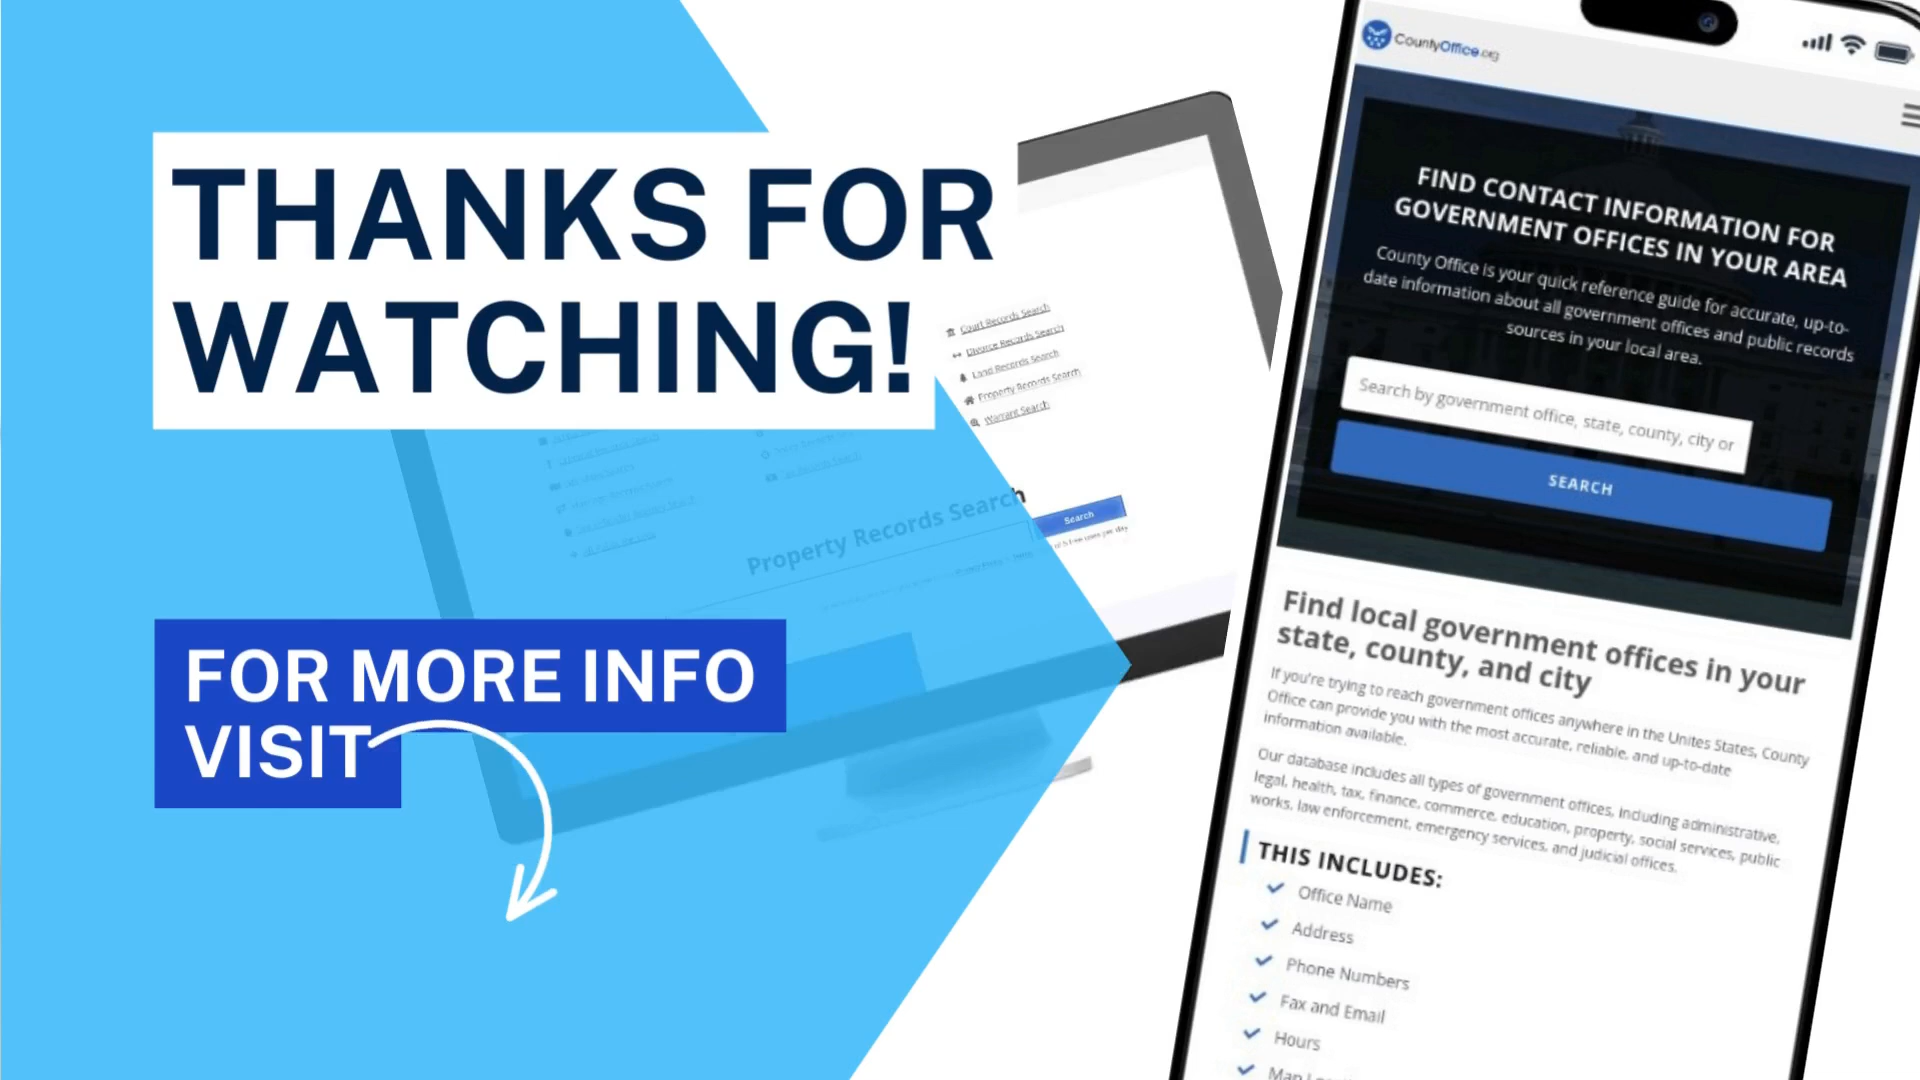 THANKS FOR
WATCHING!
FOR MORE INFO
VISIT
Court Records Search
Divorce Records Search
Land Records Search
Property Records Search
Warrant Search
Property Records Search
Search
of 5 free uses per day
CountyOffice.org
FIND CONTACT INFORMATION FOR
GOVERNMENT OFFICES IN YOUR AREA
County Office is your quick reference guide for accurate, up-to-
date information about all government offices and public records
sources in your local area.
Search by government office, state, county, city or
SEARCH
Find local government offices in your
state, county, and city
If you're trying to reach government offices anywhere in the Unites States, County
Office can provide you with the most accurate, reliable, and up-to-date
information available.
Our database includes all types of government offices, including administrative,
legal, health, tax, finance, commerce, education, property, social services, public
works, law enforcement, emergency services, and judicial offices.
THIS INCLUDES:
Office Name
Address
Phone Numbers
Fax and Email
Hours
Map